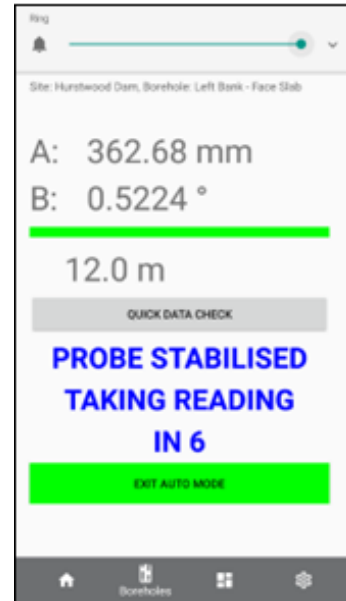 Ring
Site: Hurstwood Dam, Borehole: Left Bank - Face Slab
A: 362.68 mm
B: 0.5224 °
12.0 m
QUICK DATA CHECK
PROBE STABILISED
TAKING READING
IN 6
EXIT AUTO MODE
Boreholes